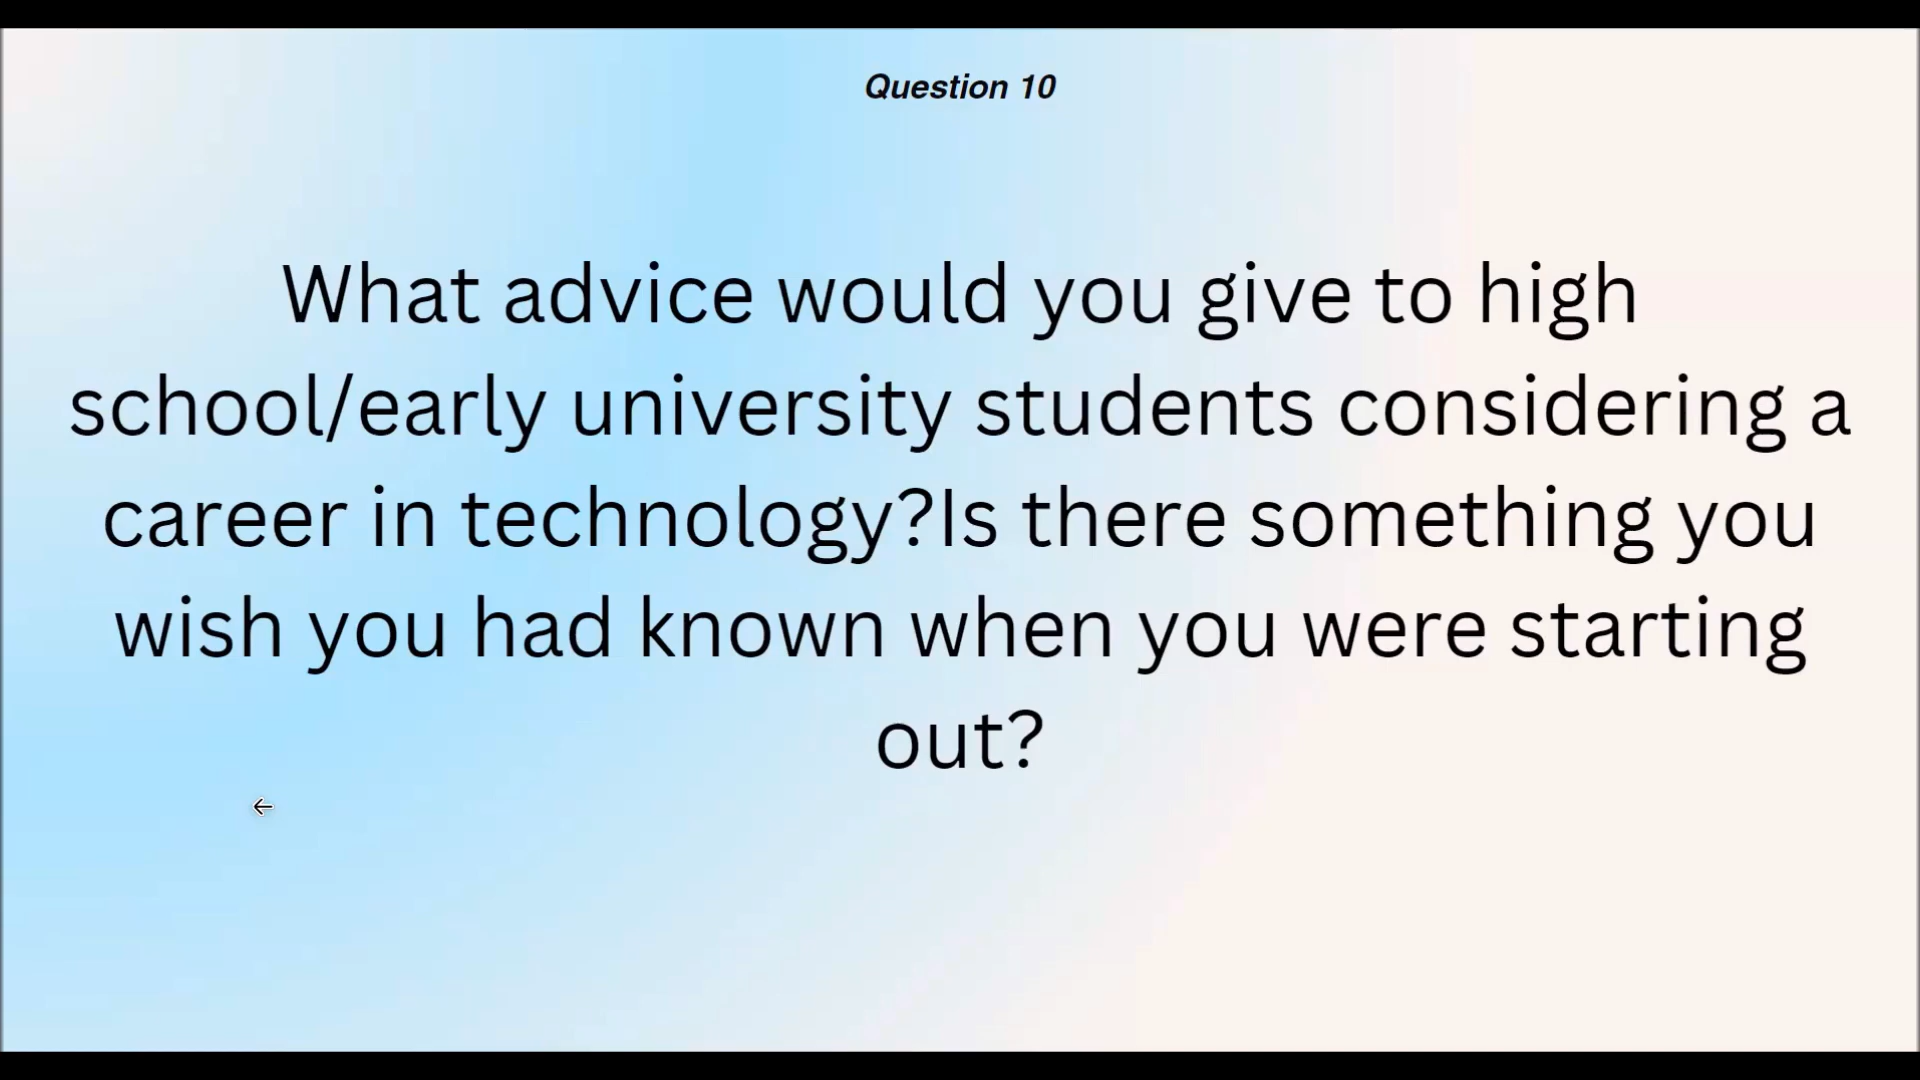 Question 10
What advice would you give to high
school/early university students considering a
career in technology?Is there something you
wish you had known when you were starting
out?